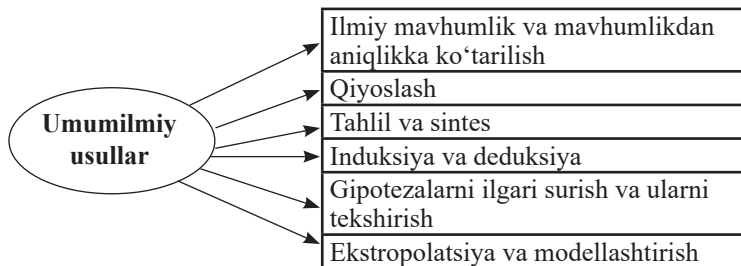 Umumilmiy
usullar
Ilmiy mavhumlik va mavhumlikdan
aniqlikka ko‘tarilish
Qiyoslash
Tahlil va sintes
Induksiya va deduksiya
Gipotezalarni ilgari surish va ularni
tekshirish
Ekstropolatsiya va modellashtirish